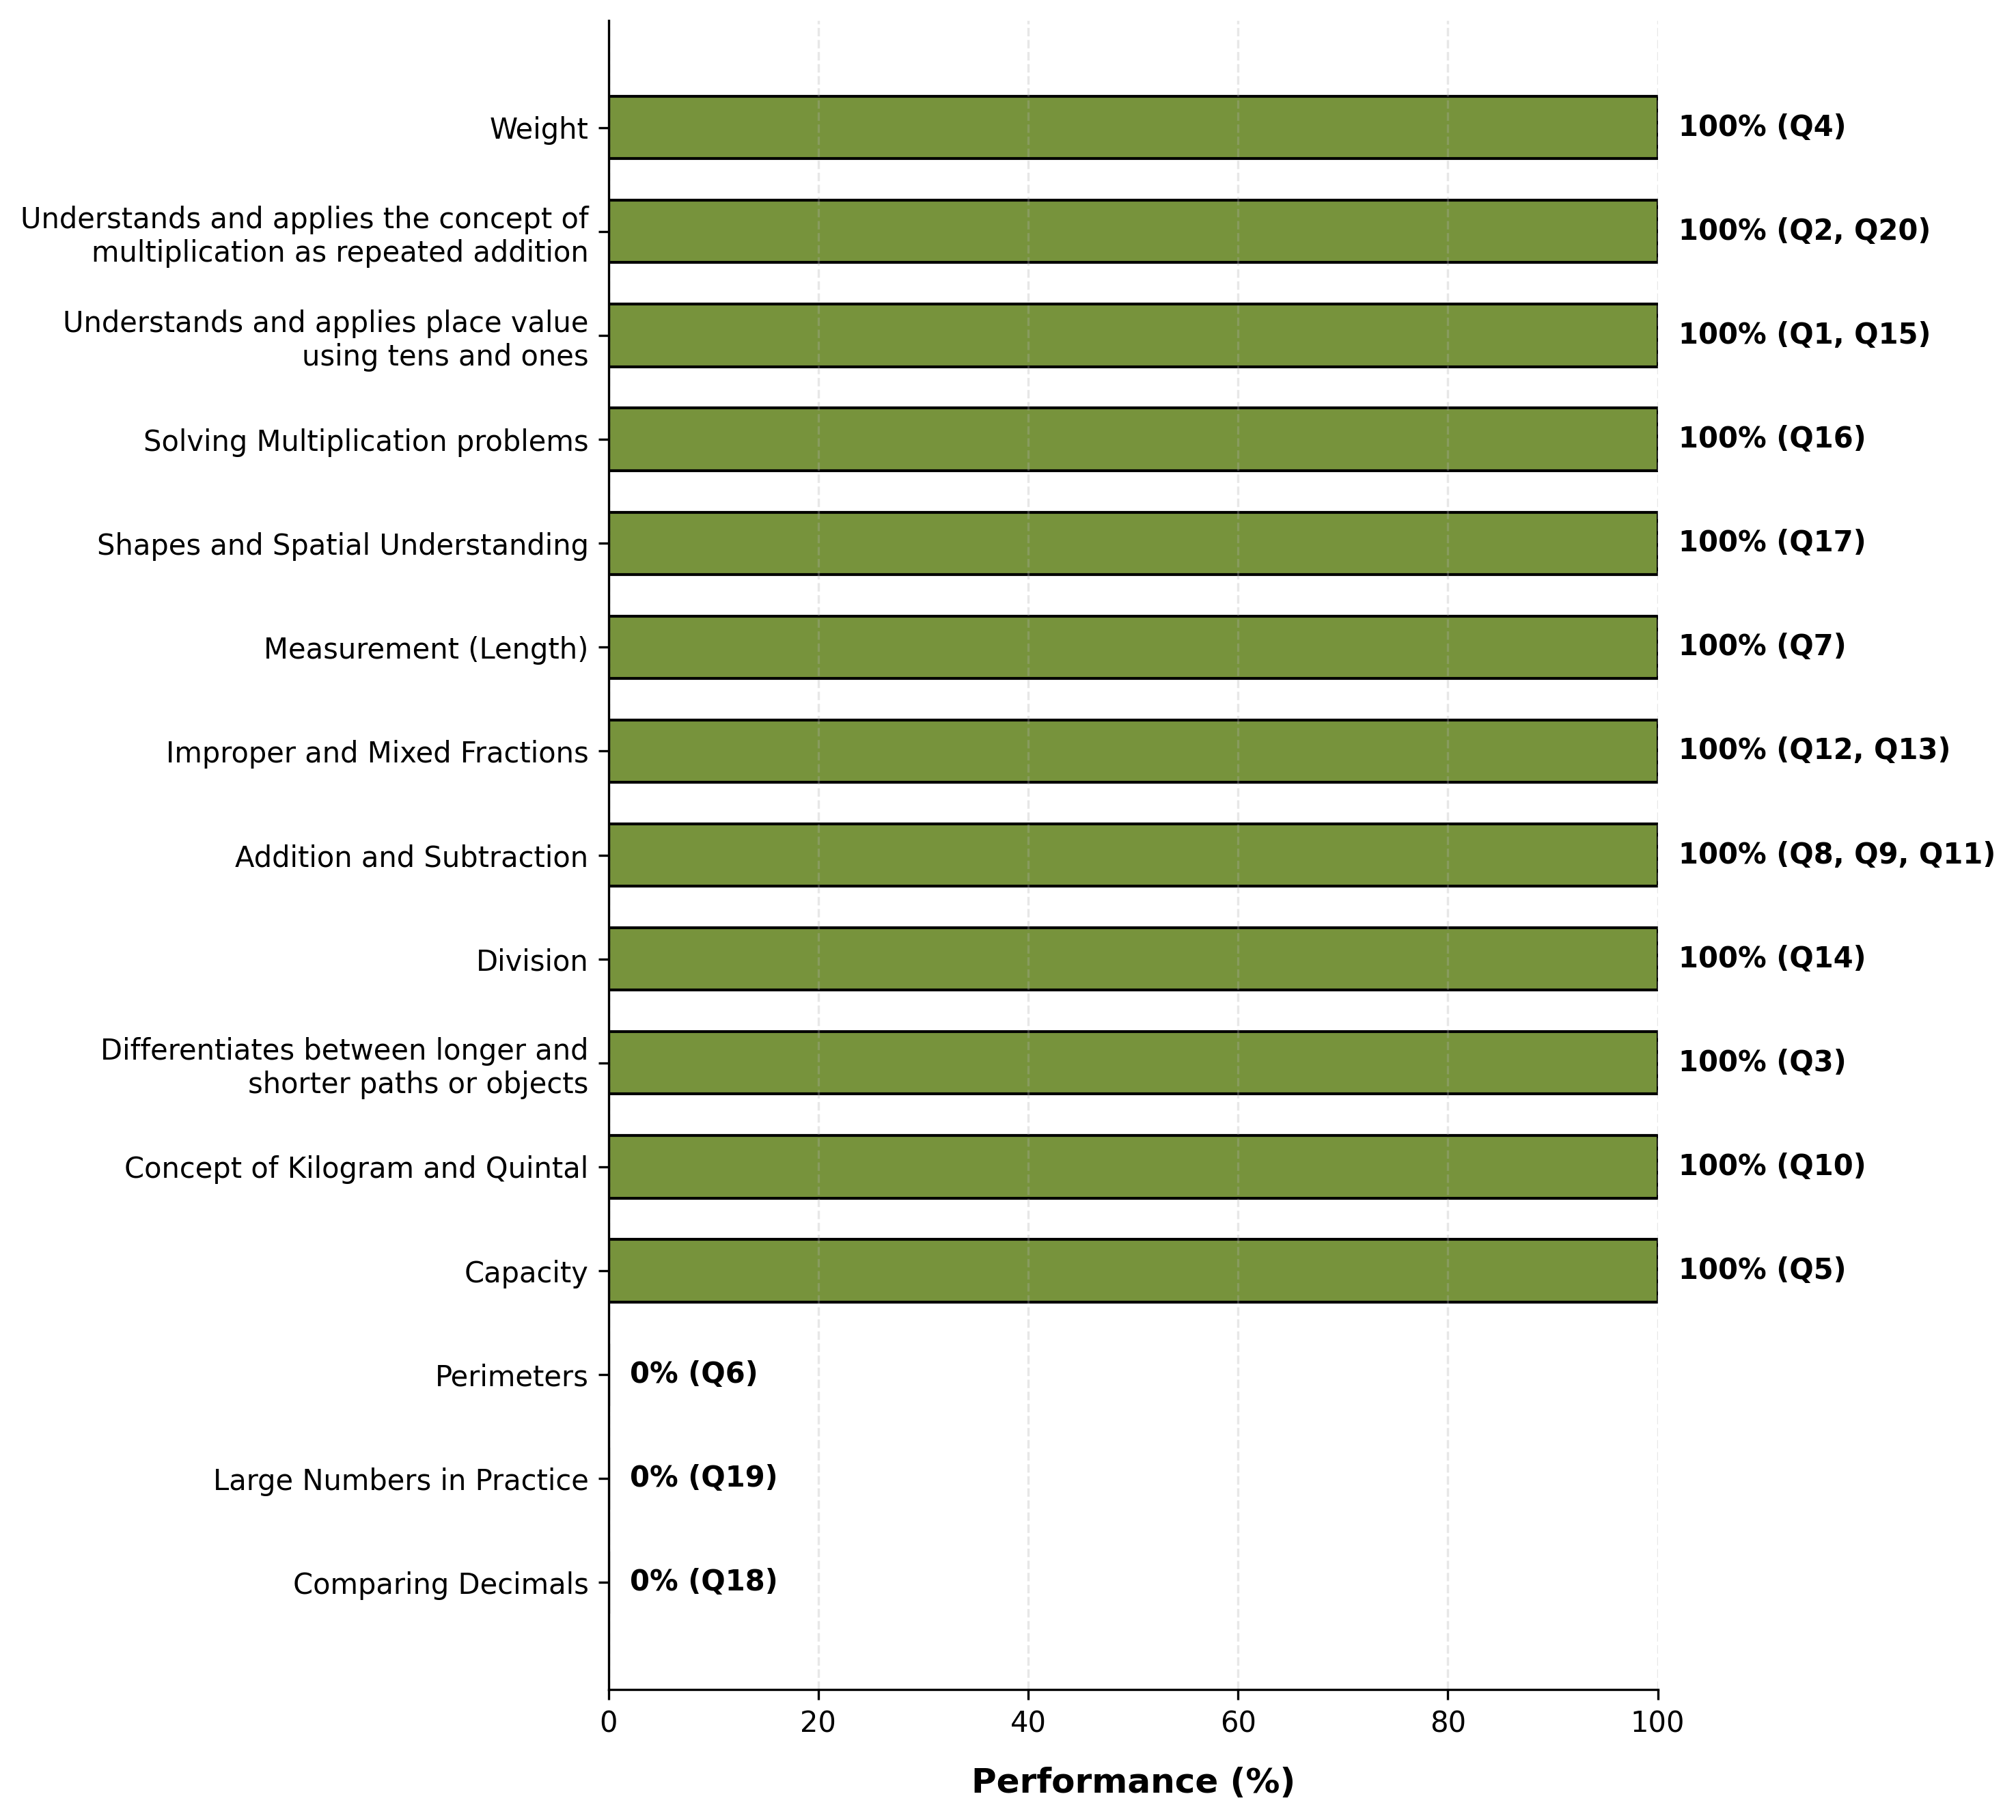 Weight
100% (Q4)
Understands and applies the concept of
multiplication as repeated addition
100% (Q2, Q20)
Understands and applies place value
using tens and ones
100% (Q1, Q15)
Solving Multiplication problems
100% (Q16)
Shapes and Spatial Understanding
100% (Q17)
Measurement (Length)
100% (Q7)
Improper and Mixed Fractions
100% (Q12, Q13)
Addition and Subtraction
100% (Q8, Q9, Q11)
Division
100% (Q14)
Differentiates between longer and
shorter paths or objects
100% (Q3)
Concept of Kilogram and Quintal
100% (Q10)
Capacity
100% (Q5)
Perimeters
0% (Q6)
Large Numbers in Practice
0% (Q19)
Comparing Decimals
0% (Q18)
0 20 40 60 80 100
Performance (%)